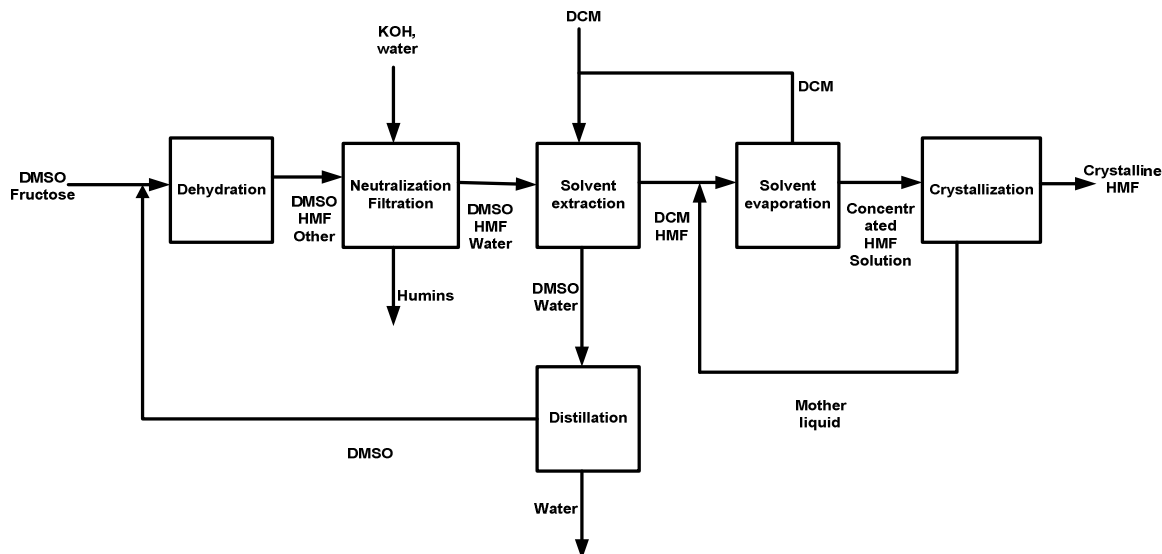 DCM
KOH,
water
DCM
DMSO
Fructose
Dehydration
DMSO
HMF
Other
Neutralization
Filtration
DMSO
HMF
Water
Solvent
extraction
DCM
HMF
Solvent
evaporation
Concentr
ated
HMF
Solution
Crystallization
Crystalline
HMF
Humins
DMSO
Water
Distillation
Mother
liquid
DMSO
Water